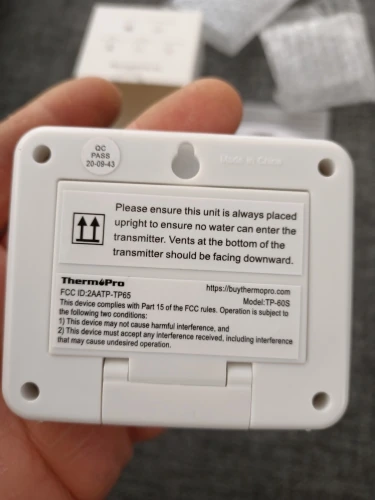 QC
PASS
20-09-43
Made in China
Please ensure this unit is always placed
upright to ensure no water can enter the
transmitter. Vents at the bottom of the
transmitter should be facing downward.
ThermoPro
https://buythermopro.com
FCC ID:2AATP-TP65
Model:TP-60S
This device complies with Part 15 of the FCC rules. Operation is subject to
the following two conditions:
1) This device may not cause harmful interference, and
2) This device must accept any interference received, including interference
that may cause undesired operation.